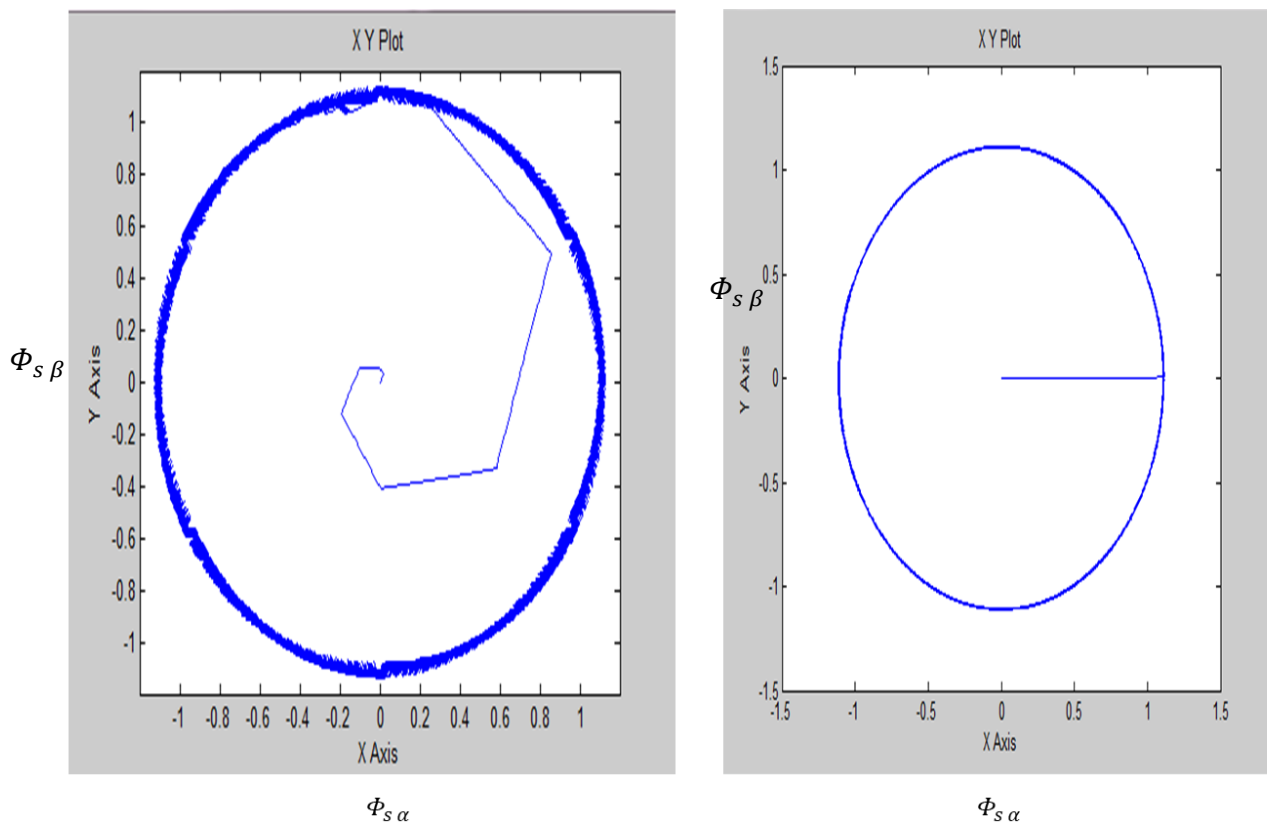 X Y Plot
1
0.8
0.6
0.4
0.2
0
-0.2
-0.4
-0.6
-0.8
-1
Y Axis
Φs β
-1 -0.8 -0.6 -0.4 -0.2 0 0.2 0.4 0.6 0.8 1
X Axis
Φs α
X Y Plot
1.5
1
0.5
0
-0.5
-1
-1.5
Y Axis
Φs β
-1.5 -1 -0.5 0 0.5 1 1.5
X Axis
Φs α